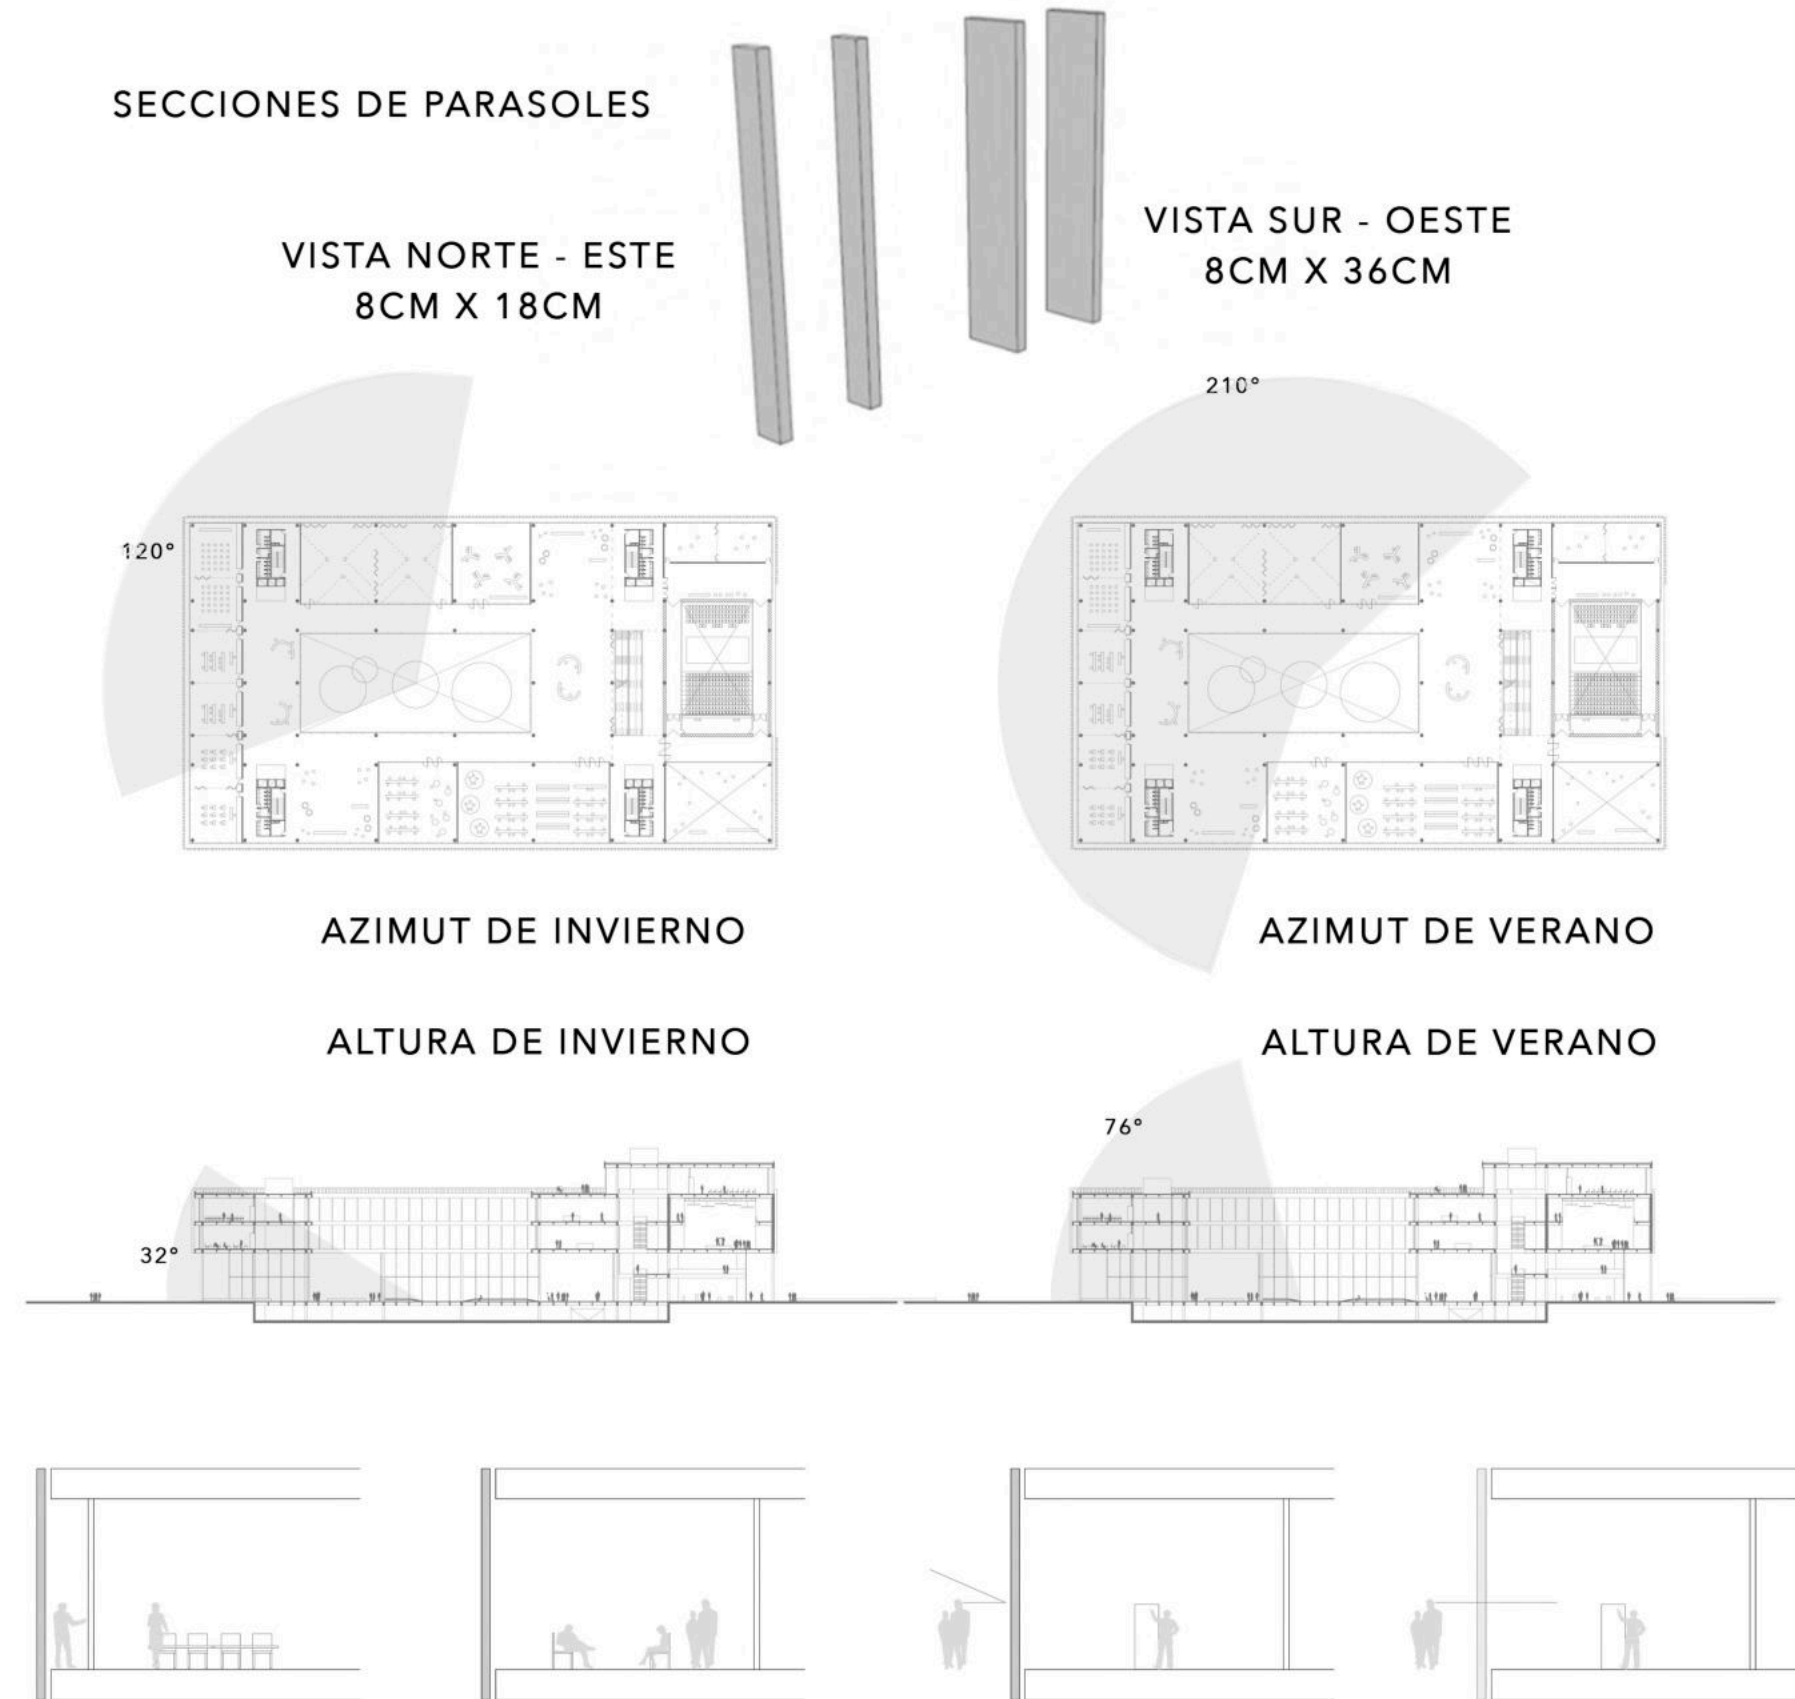 SECCIONES DE PARASOLES
VISTA NORTE - ESTE
8CM X 18CM
VISTA SUR - OESTE
8CM X 36CM
120°
210°
AZIMUT DE INVIERNO
AZIMUT DE VERANO
ALTURA DE INVIERNO
ALTURA DE VERANO
32°
76°